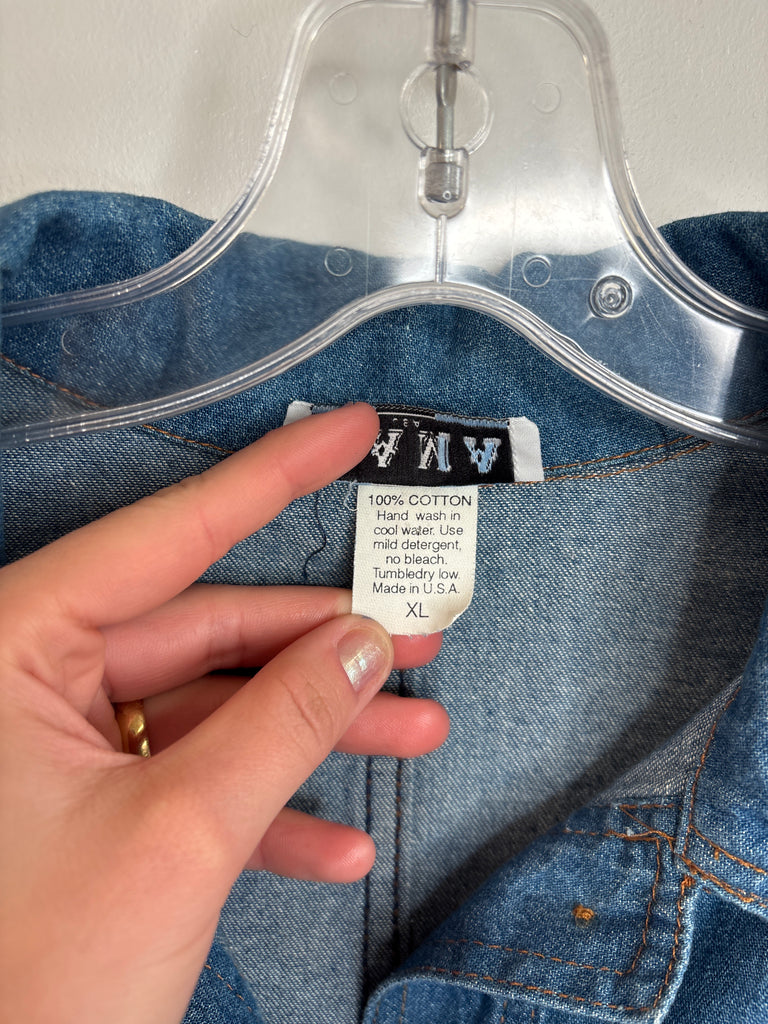 AMA
100% COTTON
Hand wash in
cool water. Use
mild detergent,
no bleach.
Tumbledry low.
Made in U.S.A.
XL